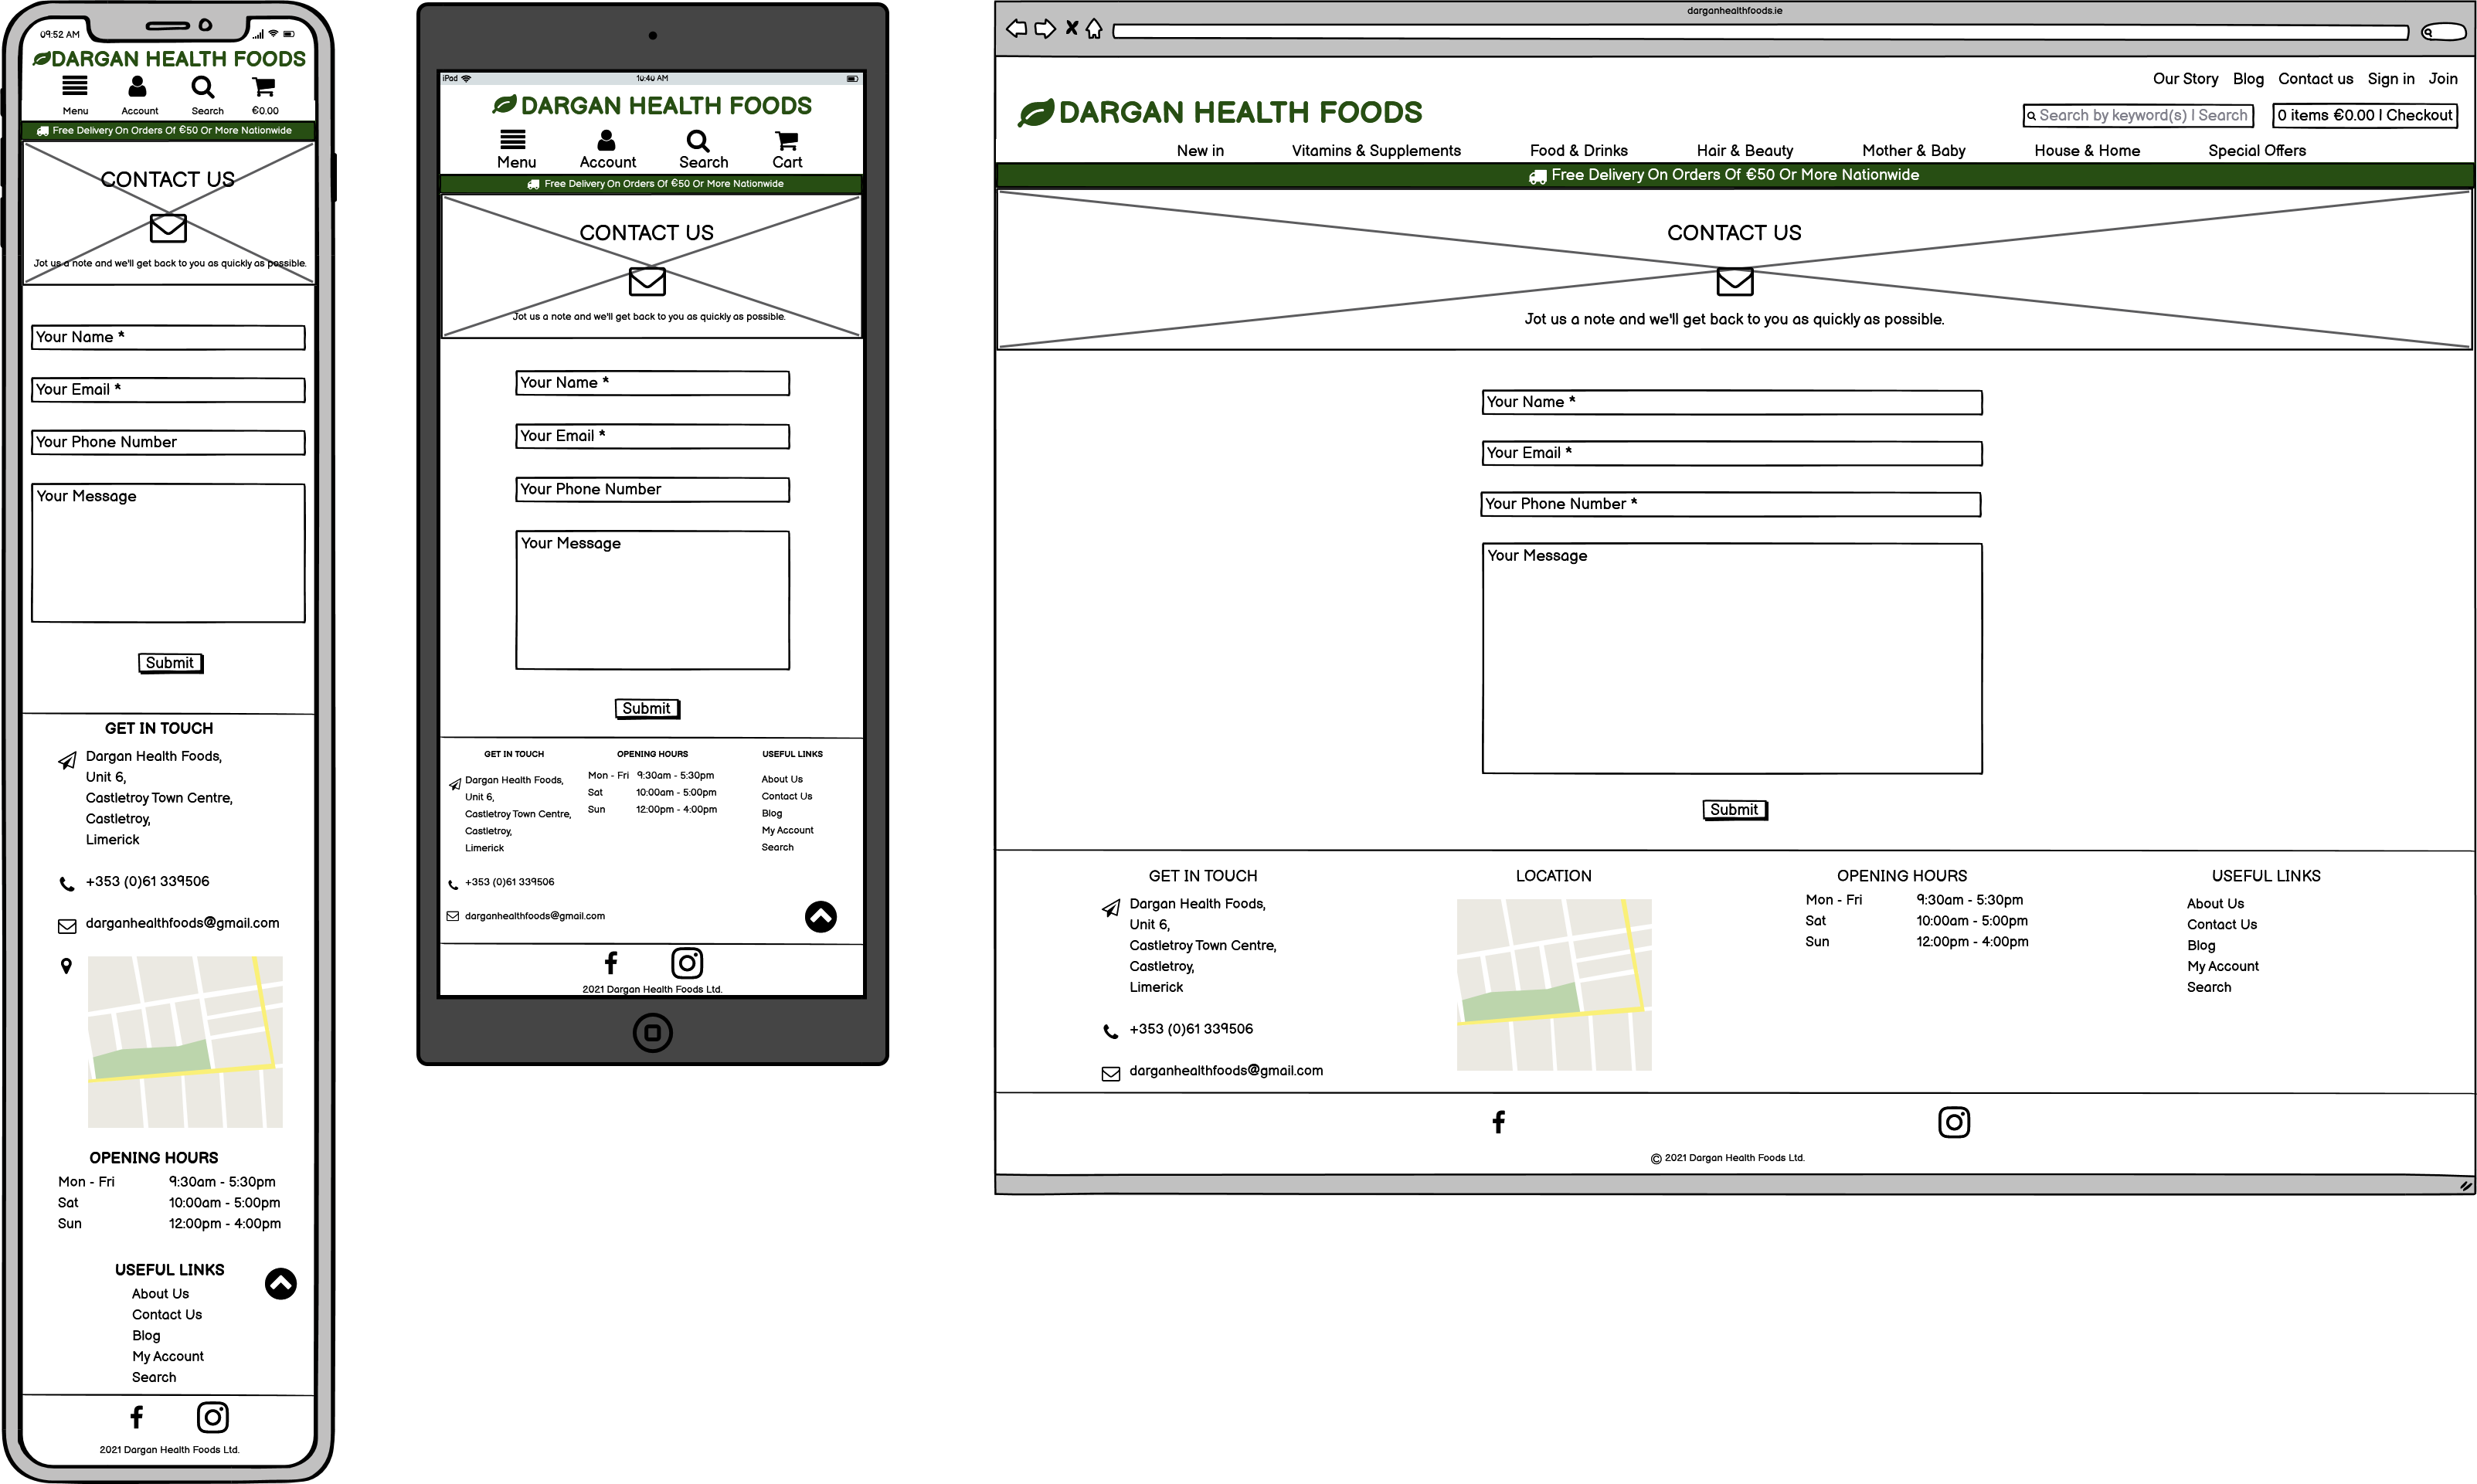 09:52 AM
DARGAN HEALTH FOODS
Menu Account Search €0.00
Free Delivery On Orders Of €50 Or More Nationwide
CONTACT US
Jot us a note and we'll get back to you as quickly as possible.
Your Name *
Your Email *
Your Phone Number
Your Message
Submit
GET IN TOUCH
Dargan Health Foods,
Unit 6,
Castletroy Town Centre,
Castletroy,
Limerick
+353 (0)61 339506
darganhealthfoods@gmail.com
OPENING HOURS
Mon - Fri 9:30am - 5:30pm
Sat 10:00am - 5:00pm
Sun 12:00pm - 4:00pm
USEFUL LINKS
About Us
Contact Us
Blog
My Account
Search
2021 Dargan Health Foods Ltd.
iPad 10:40 AM
DARGAN HEALTH FOODS
Menu Account Search Cart
Free Delivery On Orders Of €50 Or More Nationwide
CONTACT US
Jot us a note and we'll get back to you as quickly as possible.
Your Name *
Your Email *
Your Phone Number
Your Message
Submit
GET IN TOUCH
Dargan Health Foods,
Unit 6,
Castletroy Town Centre,
Castletroy,
Limerick
+353 (0)61 339506
darganhealthfoods@gmail.com
OPENING HOURS
Mon - Fri 9:30am - 5:30pm
Sat 10:00am - 5:00pm
Sun 12:00pm - 4:00pm
USEFUL LINKS
About Us
Contact Us
Blog
My Account
Search
2021 Dargan Health Foods Ltd.
darganhealthfoods.ie
Our Story Blog Contact us Sign in Join
DARGAN HEALTH FOODS
Search by keyword(s) | Search
0 items €0.00 | Checkout
New in Vitamins & Supplements Food & Drinks Hair & Beauty Mother & Baby House & Home Special Offers
Free Delivery On Orders Of €50 Or More Nationwide
CONTACT US
Jot us a note and we'll get back to you as quickly as possible.
Your Name *
Your Email *
Your Phone Number *
Your Message
Submit
GET IN TOUCH
Dargan Health Foods,
Unit 6,
Castletroy Town Centre,
Castletroy,
Limerick
+353 (0)61 339506
darganhealthfoods@gmail.com
LOCATION
OPENING HOURS
Mon - Fri 9:30am - 5:30pm
Sat 10:00am - 5:00pm
Sun 12:00pm - 4:00pm
USEFUL LINKS
About Us
Contact Us
Blog
My Account
Search
© 2021 Dargan Health Foods Ltd.